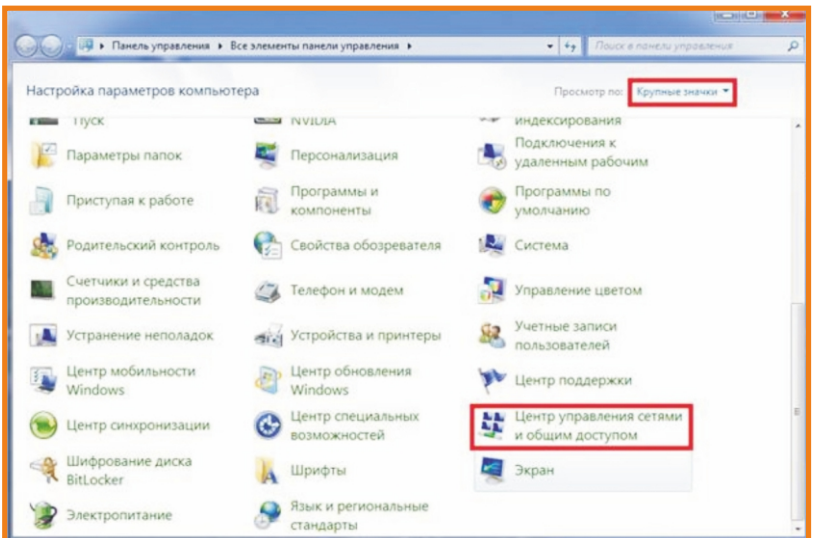 Панель управления ▸ Все элементы панели управления ▸
Поиск в панели управления
Настройка параметров компьютера
Просмотр по: Крупные значки
Пуск
NVIDIA
индексирования
Параметры папок
Персонализация
Подключения к
удаленным рабочим
Приступая к работе
Программы и
компоненты
Программы по
умолчанию
Родительский контроль
Свойства обозревателя
Система
Счетчики и средства
производительности
Телефон и модем
Управление цветом
Устранение неполадок
Устройства и принтеры
Учетные записи
пользователей
Центр мобильности
Windows
Центр обновления
Windows
Центр поддержки
Центр синхронизации
Центр специальных
возможностей
Центр управления сетями
и общим доступом
Шифрование диска
BitLocker
Шрифты
Экран
Электропитание
Язык и региональные
стандарты